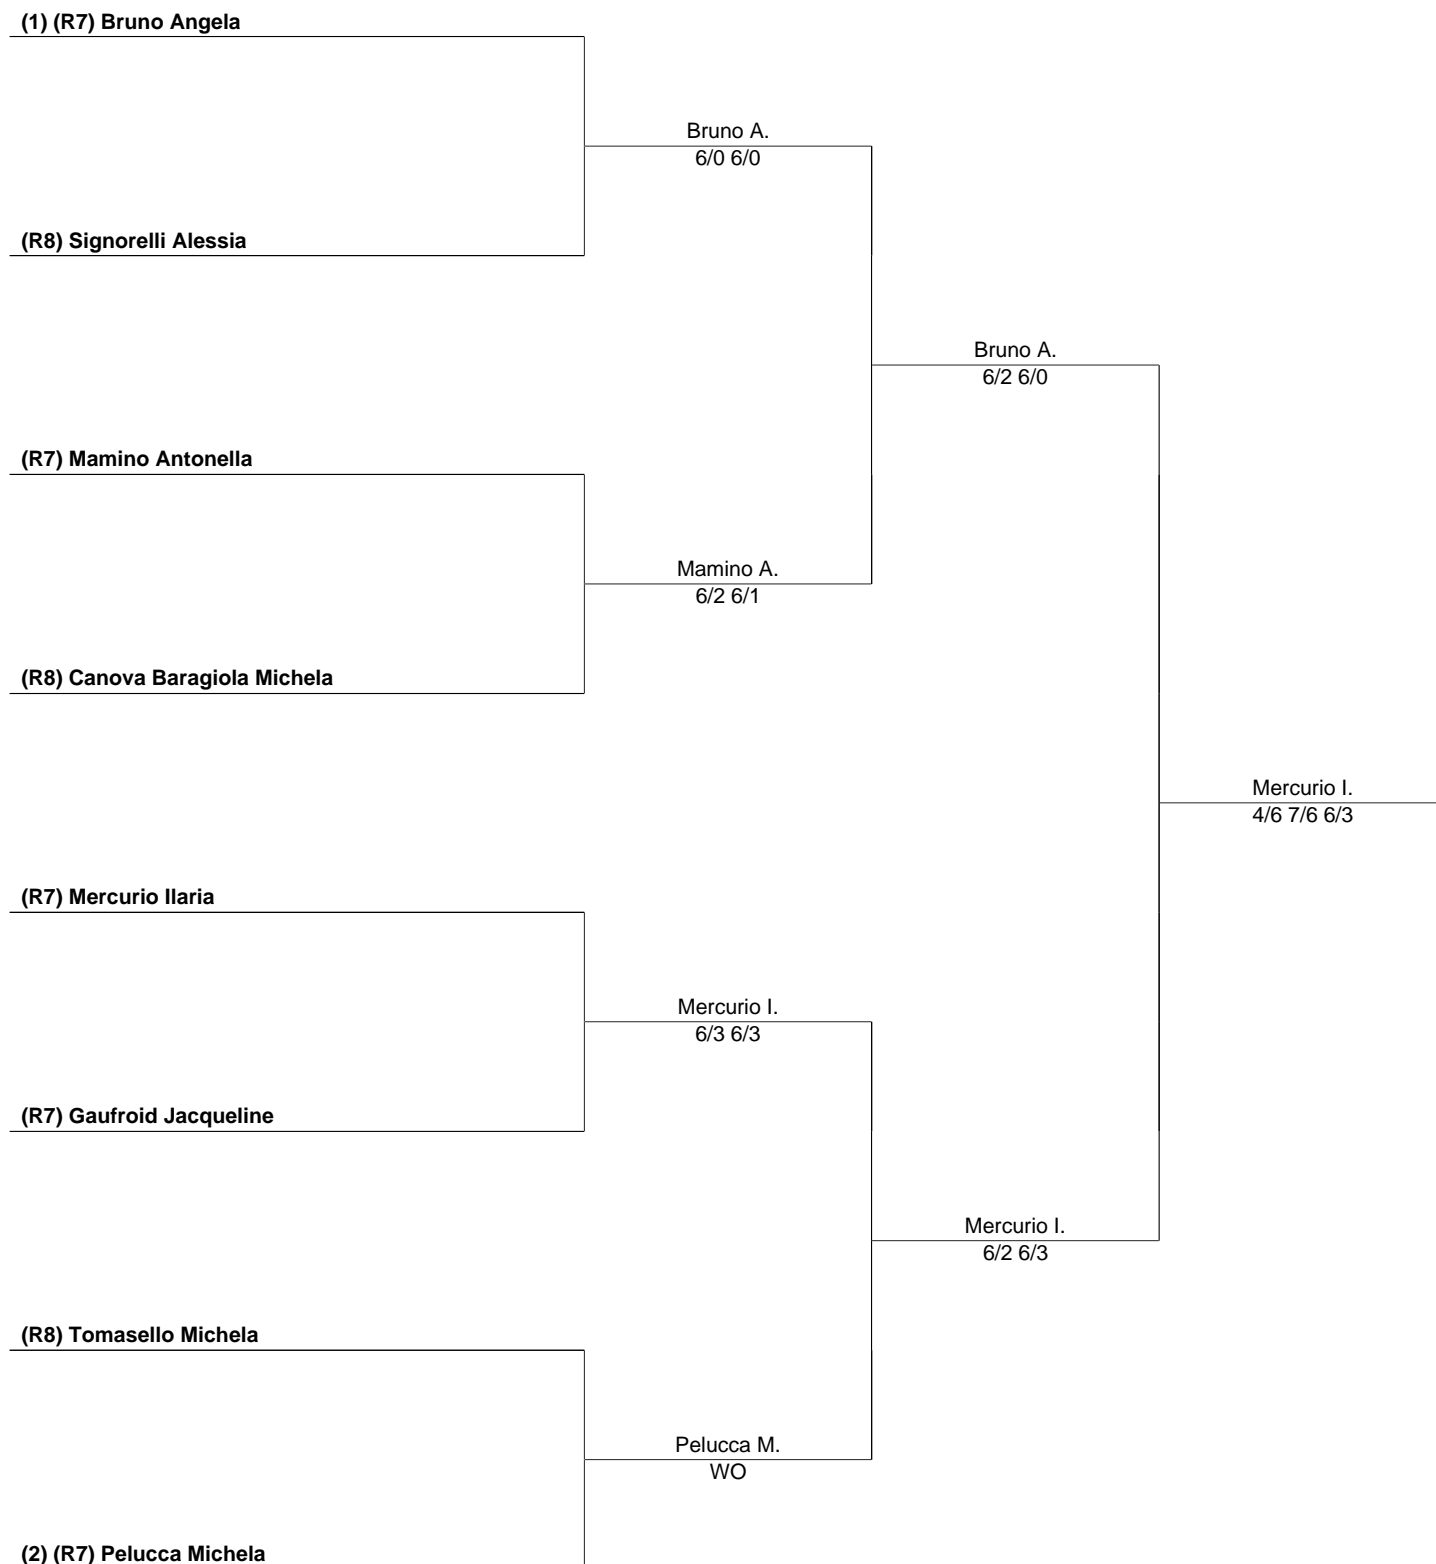 (1) (R7) Bruno Angela
Bruno A.
6/0 6/0
(R8) Signorelli Alessia
Bruno A.
6/2 6/0
(R7) Mamino Antonella
Mamino A.
6/2 6/1
(R8) Canova Baragiola Michela
Mercurio I.
4/6 7/6 6/3
(R7) Mercurio Ilaria
Mercurio I.
6/3 6/3
(R7) Gaufroid Jacqueline
Mercurio I.
6/2 6/3
(R8) Tomasello Michela
Pelucca M.
WO
(2) (R7) Pelucca Michela